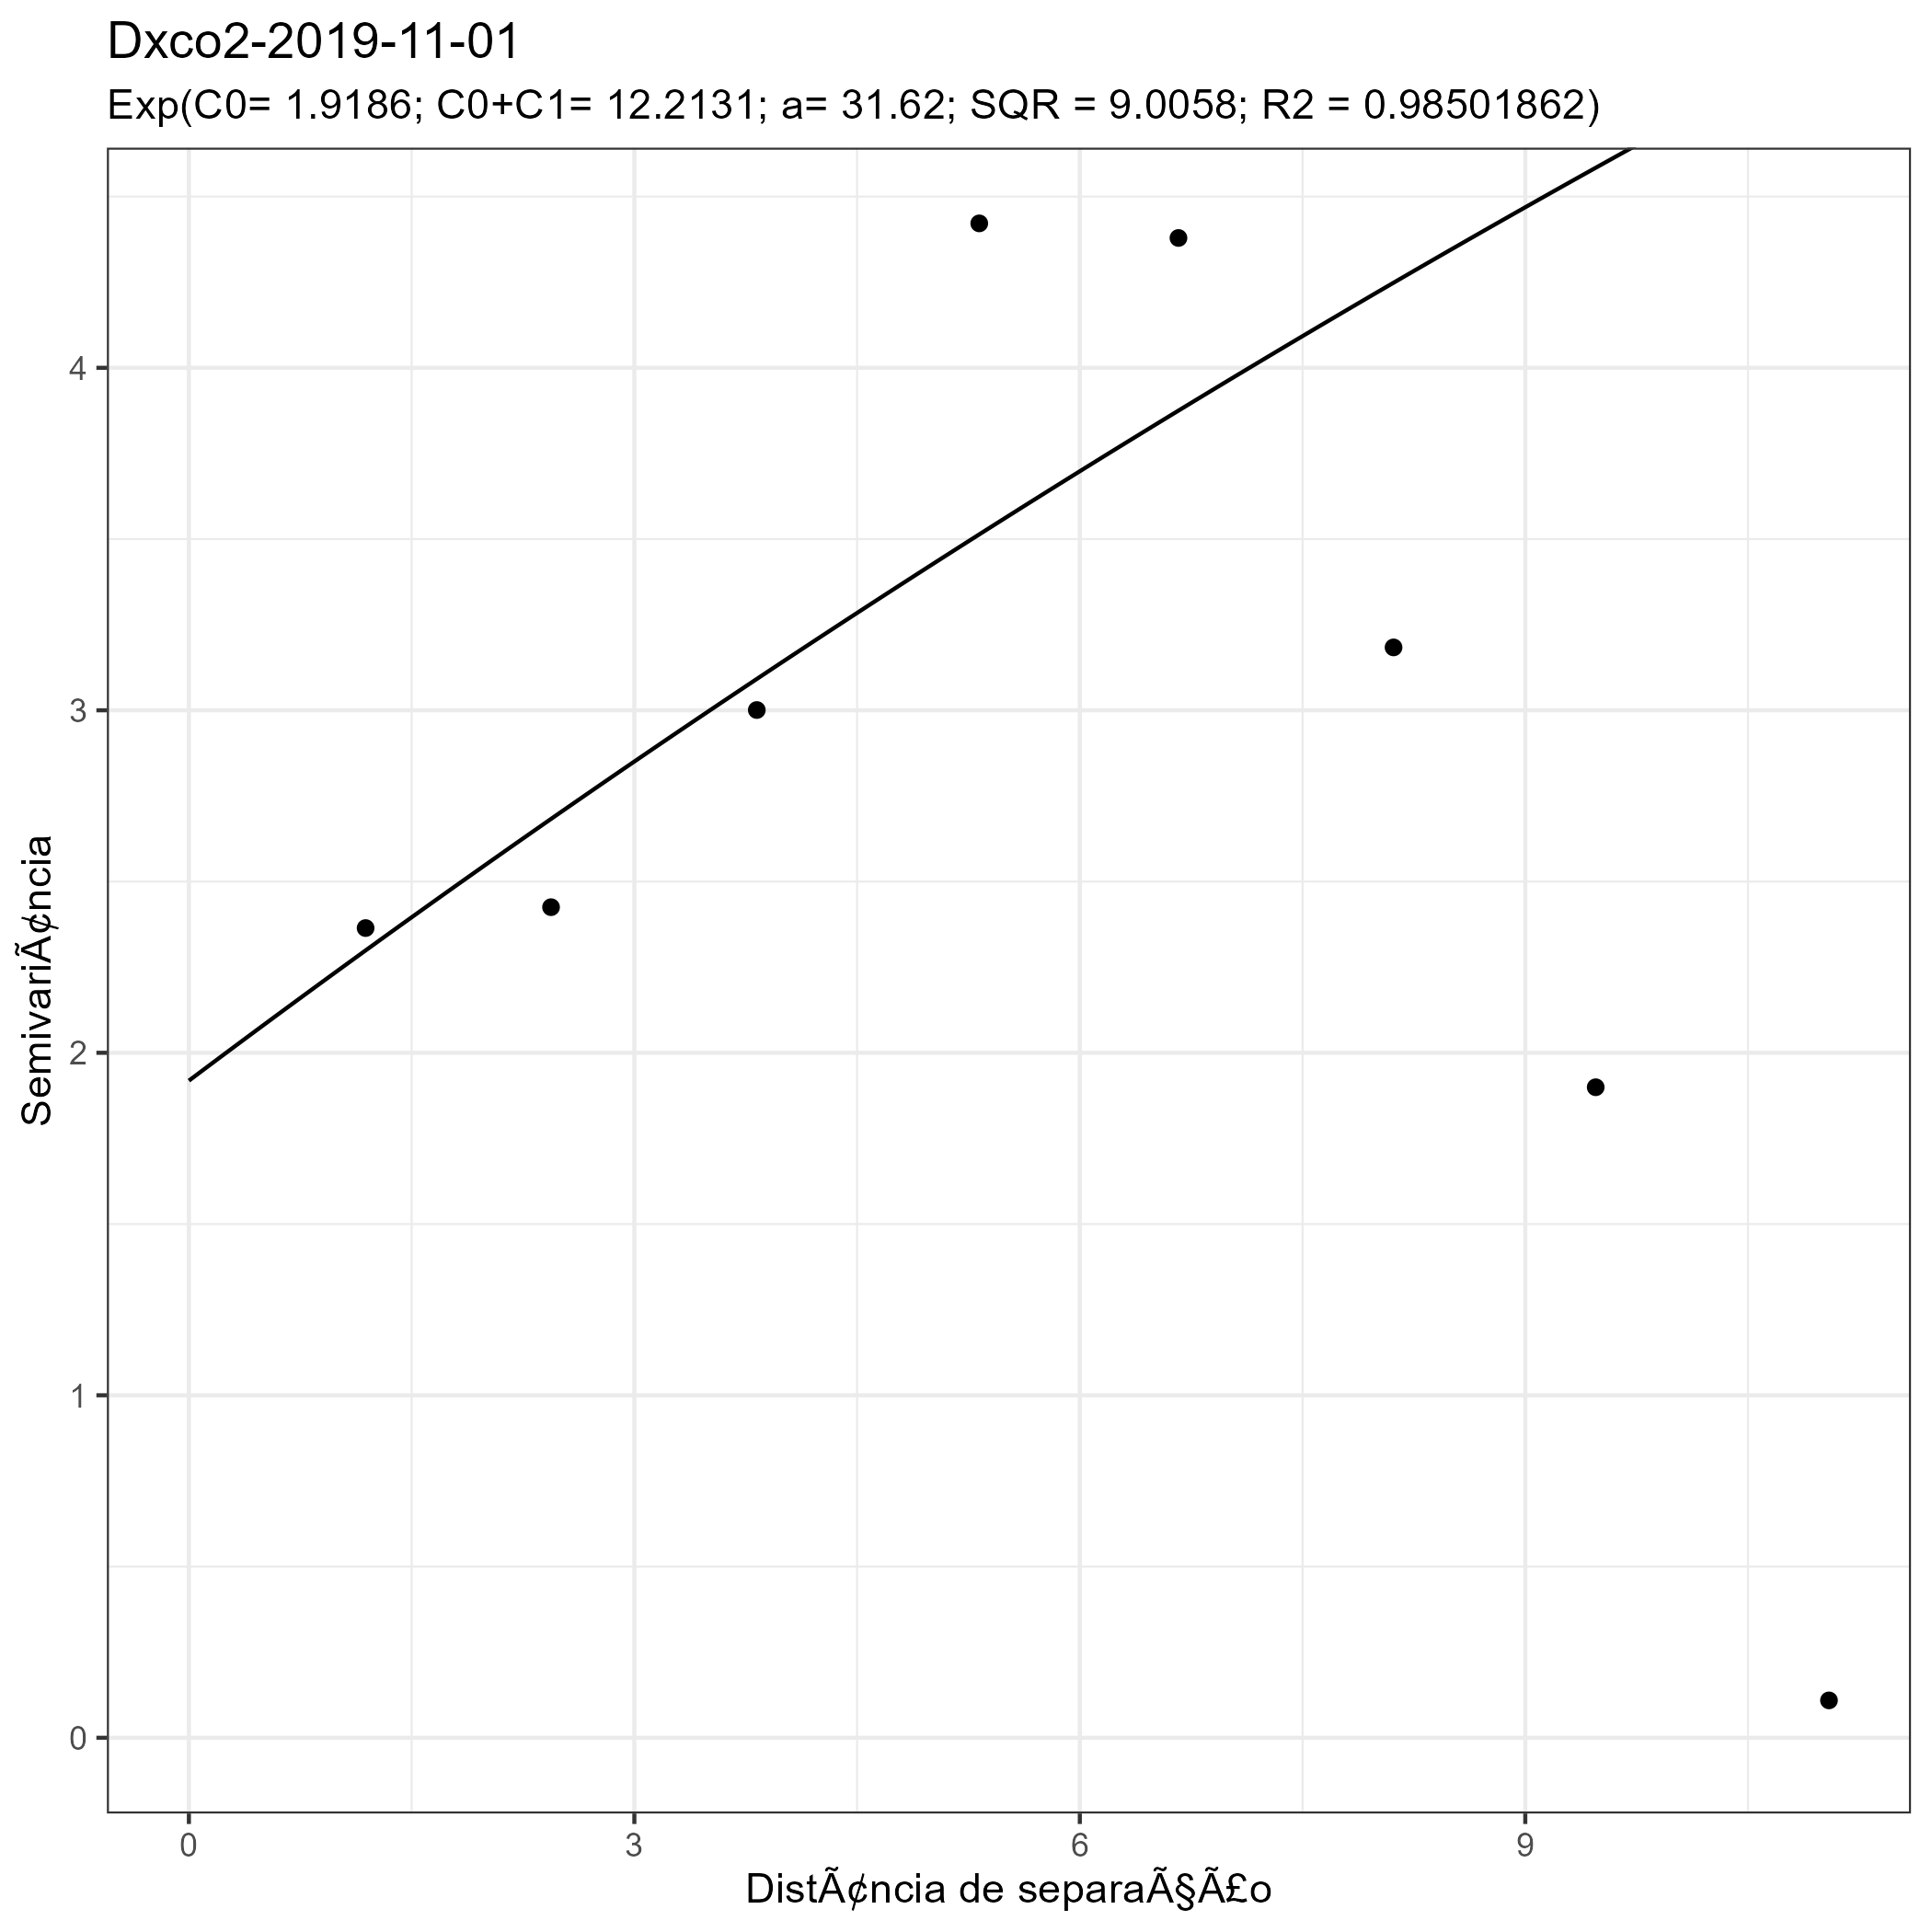 Dxco2-2019-11-01
Exp(C0= 1.9186; C0+C1= 12.2131; a= 31.62; SQR = 9.0058; R2 = 0.98501862)
SemivariÃ¢ncia
4
3
2
1
0
0
3
6
9
DistÃ¢ncia de separaÃ§Ã£o